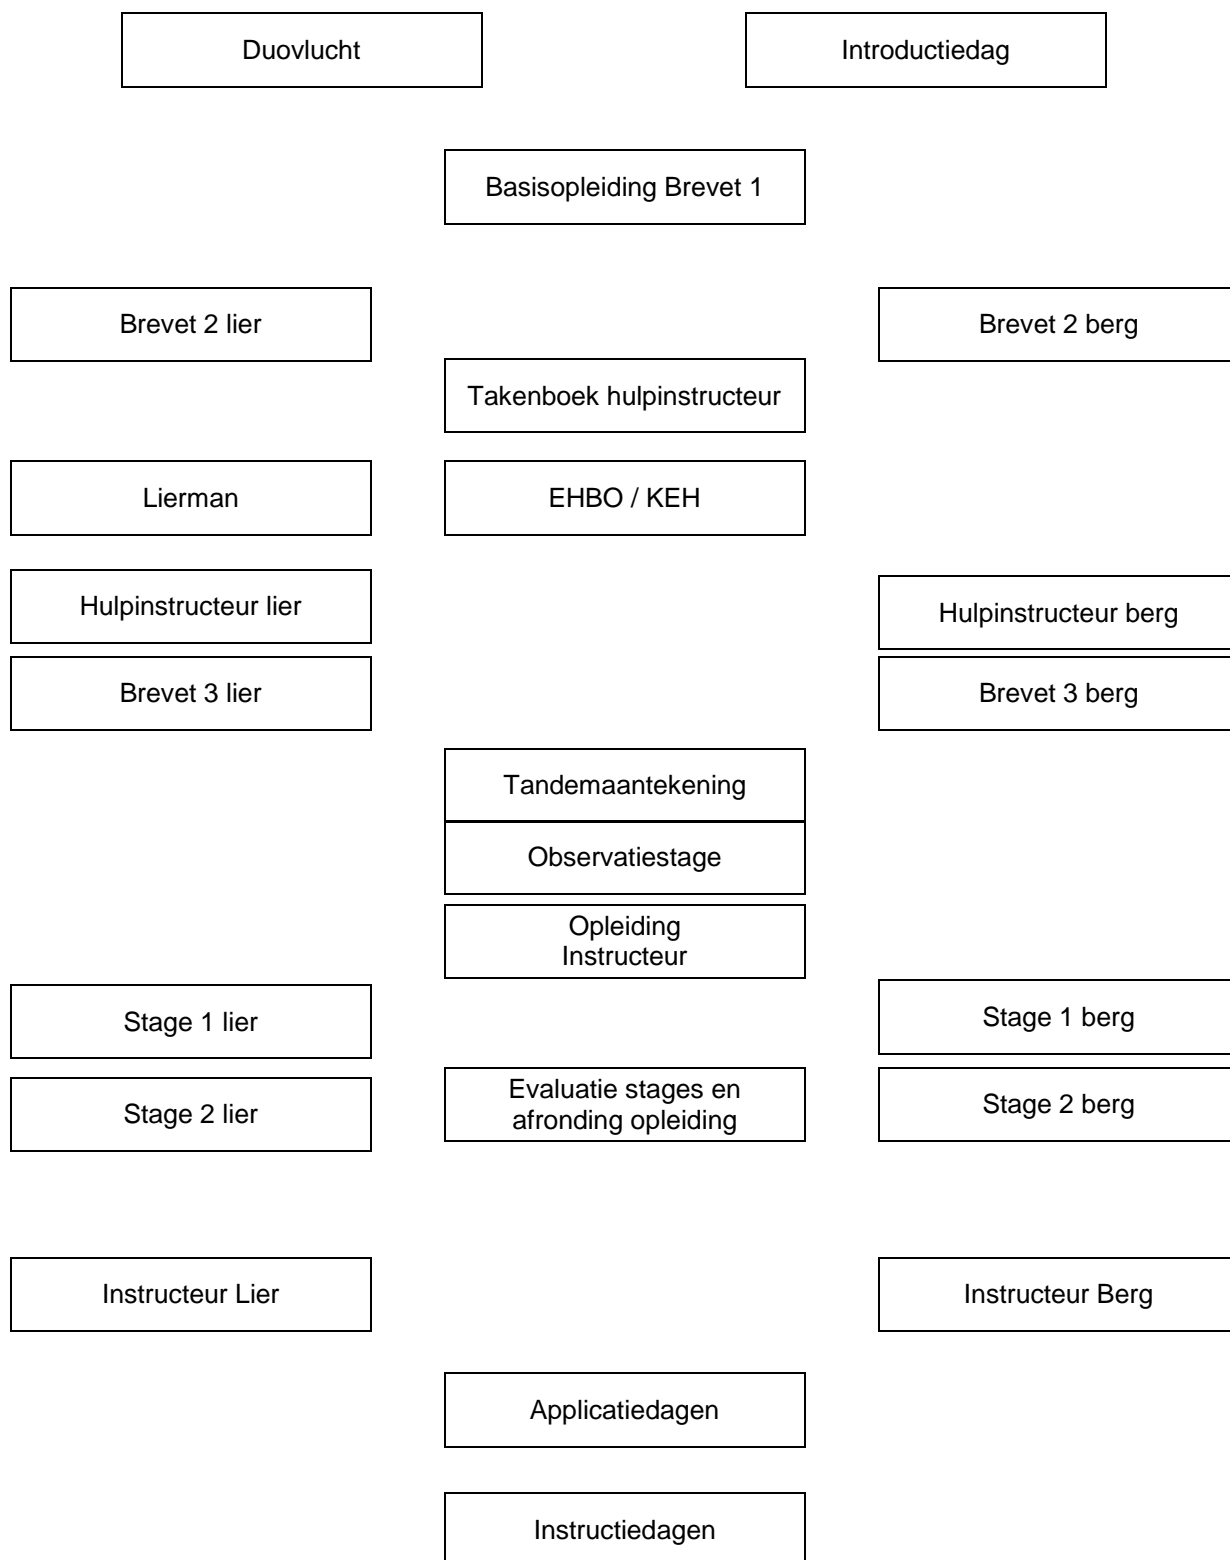 Duovlucht
Introductiedag
Basisopleiding Brevet 1
Brevet 2 lier
Brevet 2 berg
Takenboek hulpinstructeur
Lierman
EHBO / KEH
Hulpinstructeur lier
Hulpinstructeur berg
Brevet 3 lier
Brevet 3 berg
Tandemaantekening
Observatiestage
Opleiding
Instructeur
Stage 1 lier
Stage 1 berg
Stage 2 lier
Evaluatie stages en
afronding opleiding
Stage 2 berg
Instructeur Lier
Instructeur Berg
Applicatiedagen
Instructiedagen